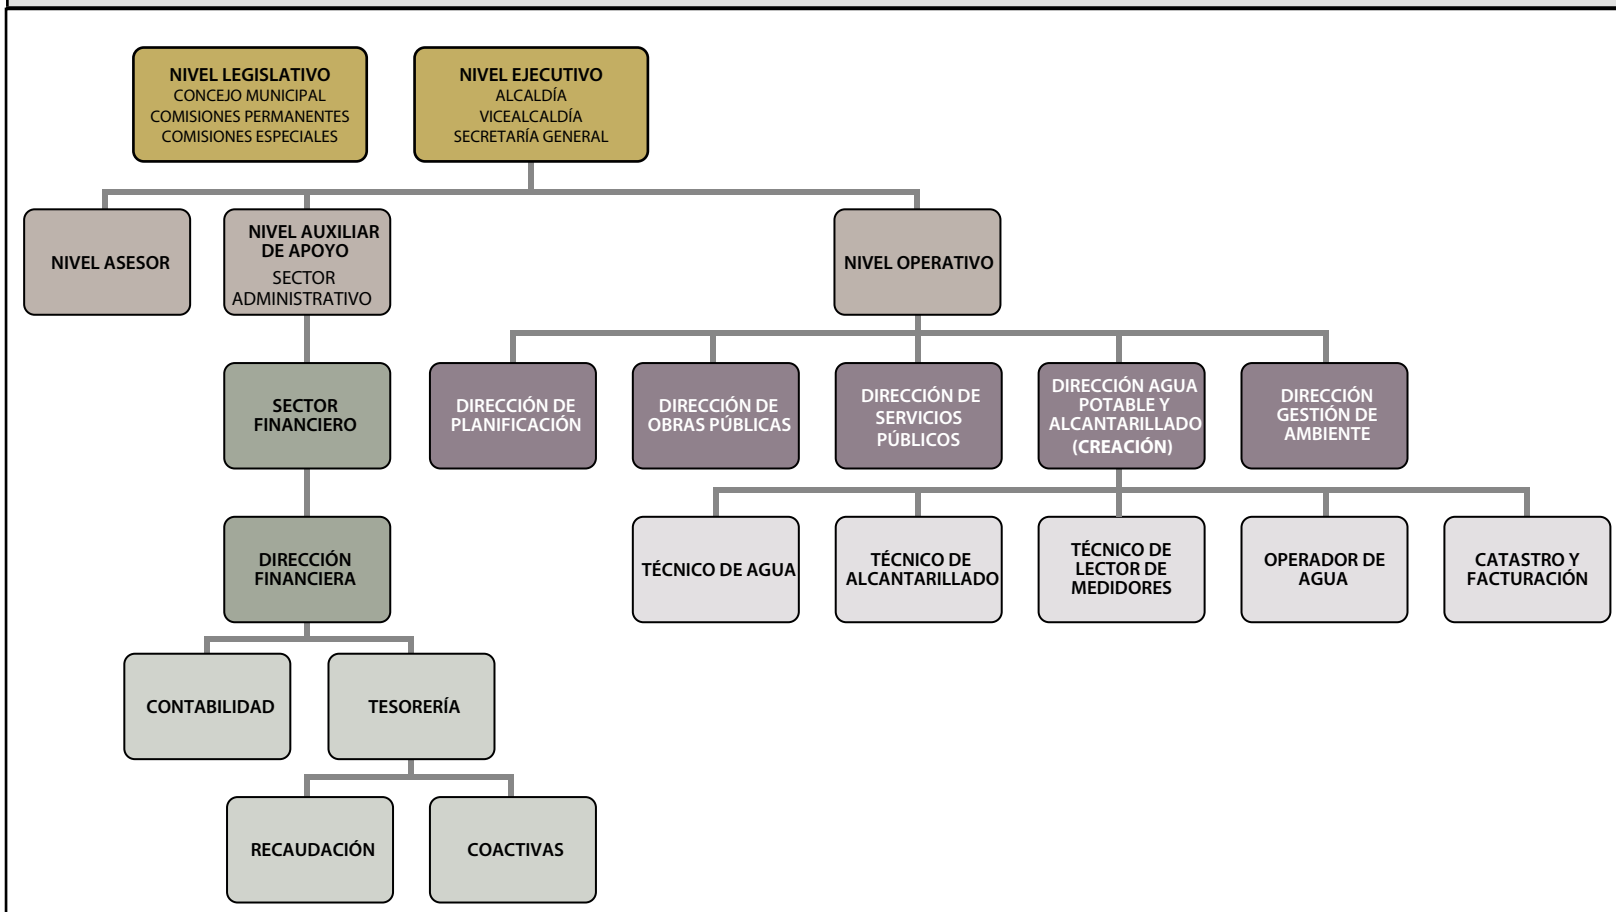 NIVEL LEGISLATIVO
CONCEJO MUNICIPAL
COMISIONES PERMANENTES
COMISIONES ESPECIALES
NIVEL EJECUTIVO
ALCALDÍA
VICEALCALDÍA
SECRETARÍA GENERAL
NIVEL ASESOR
NIVEL AUXILIAR
DE APOYO
SECTOR
ADMINISTRATIVO
NIVEL OPERATIVO
SECTOR
FINANCIERO
DIRECCIÓN DE
PLANIFICACIÓN
DIRECCIÓN DE
OBRAS PÚBLICAS
DIRECCIÓN DE
SERVICIOS
PÚBLICOS
DIRECCIÓN AGUA
POTABLE Y
ALCANTARILLADO
(CREACIÓN)
DIRECCIÓN
GESTIÓN DE
AMBIENTE
DIRECCIÓN
FINANCIERA
TÉCNICO DE AGUA
TÉCNICO DE
ALCANTARILLADO
TÉCNICO DE
LECTOR DE
MEDIDORES
OPERADOR DE
AGUA
CATASTRO Y
FACTURACIÓN
CONTABILIDAD
TESORERÍA
RECAUDACIÓN
COACTIVAS